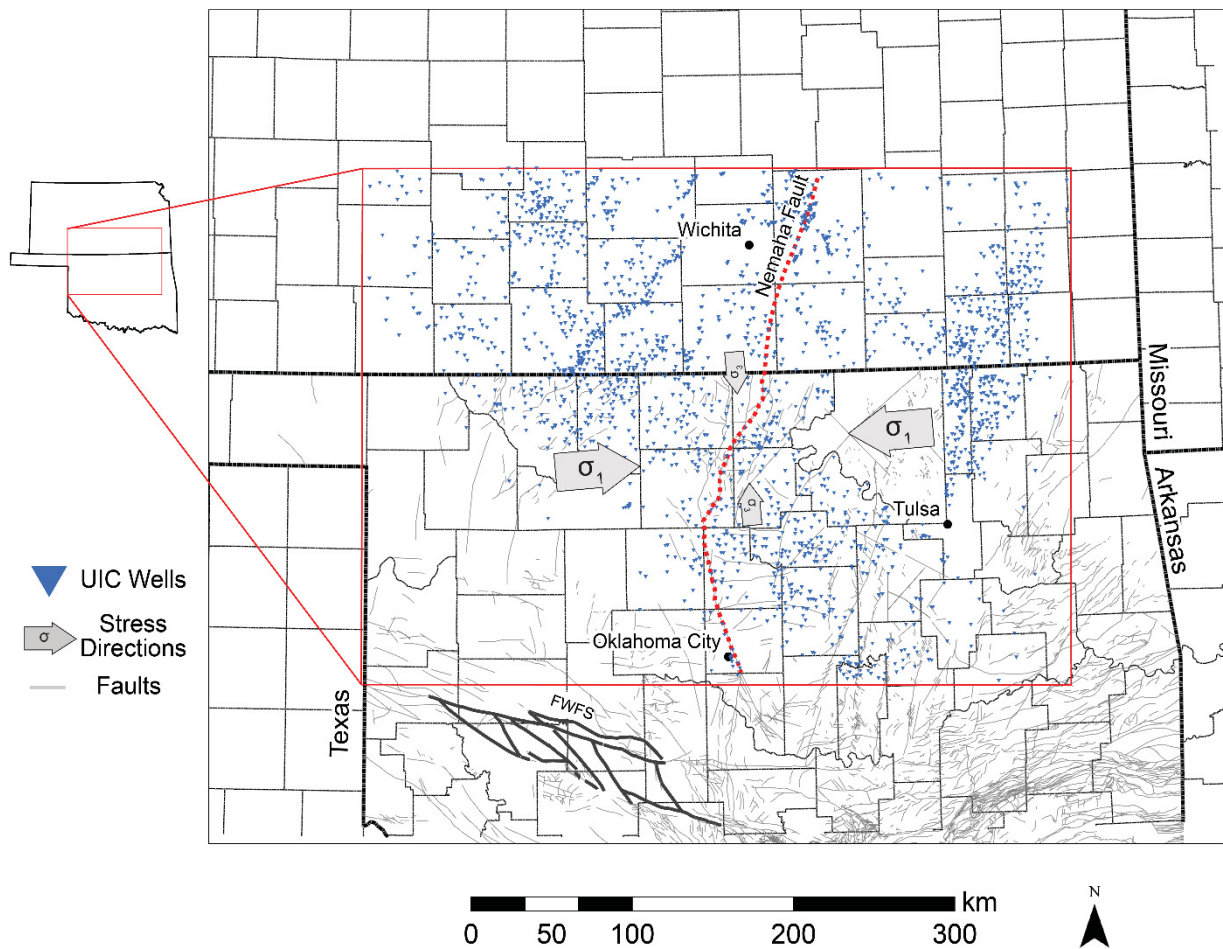 Nemaha Fault
Wichita
Missouri
σ3
σ1
σ1
σ3
Tulsa
Arkansas
UIC Wells
σ
Stress
Directions
Faults
Oklahoma City
Texas
FWFS
km
0 50 100 200 300
N